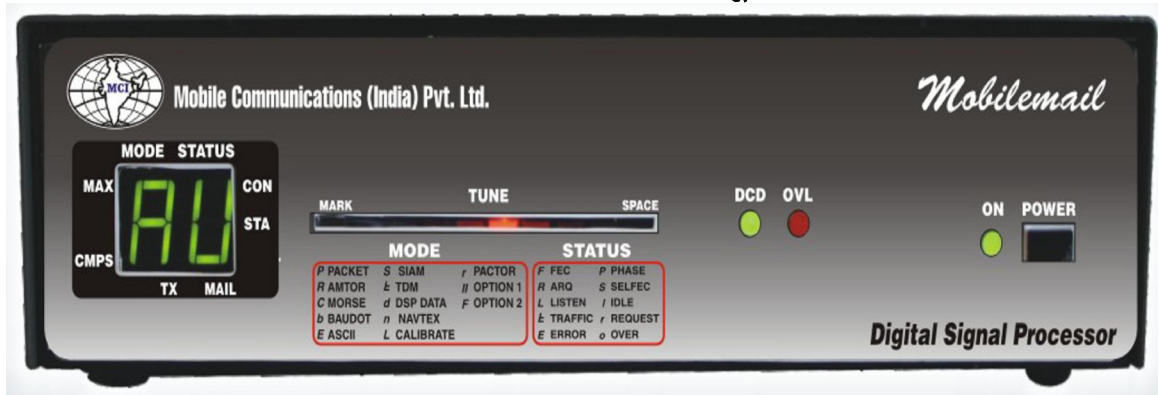 MCI
Mobile Communications (India) Pvt. Ltd.
Mobilemail
MODE STATUS
MAX
CON
STA
CMPS
TX MAIL
AU
TUNE
MARK
SPACE
DCD OVL
ON POWER
MODE
P PACKET S SIAM r PACTOR
R AMTOR t TDM II OPTION 1
C MORSE d DSP DATA F OPTION 2
b BAUDOT n NAVTEX
E ASCII L CALIBRATE
STATUS
F FEC P PHASE
R ARQ S SELFEC
L LISTEN I IDLE
t TRAFFIC r REQUEST
E ERROR o OVER
Digital Signal Processor